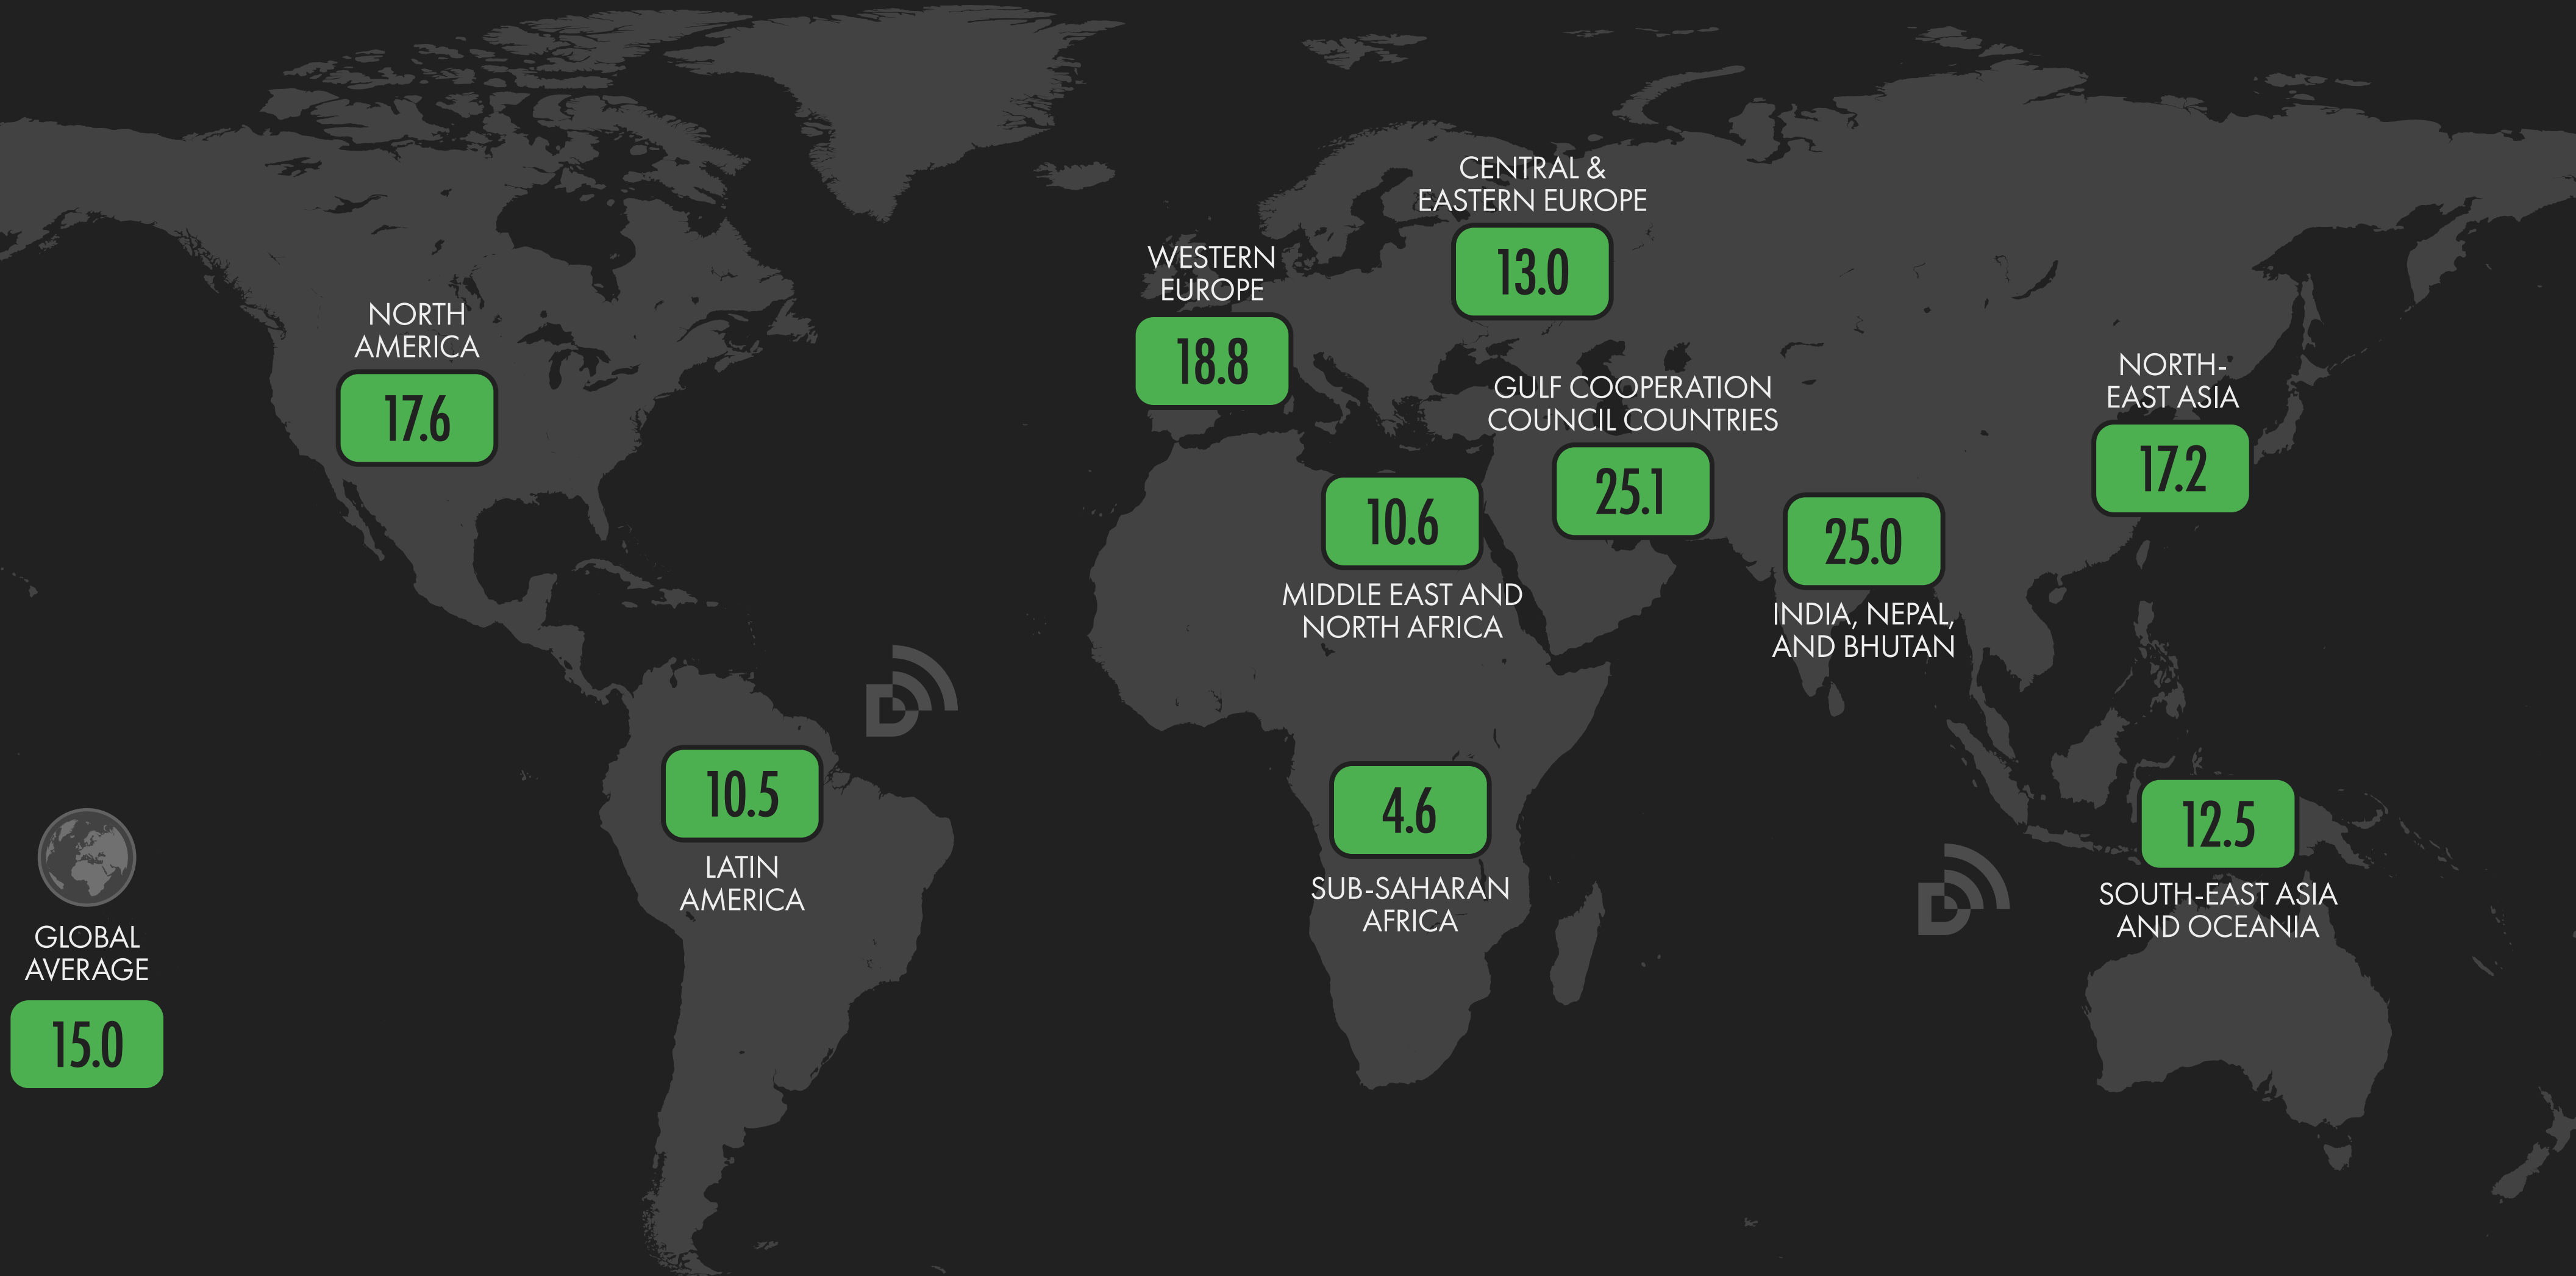 CENTRAL &
EASTERN EUROPE
13.0
WESTERN
EUROPE
18.8
NORTH
AMERICA
17.6
GULF COOPERATION
COUNCIL COUNTRIES
25.1
NORTH-
EAST ASIA
17.2
10.6
MIDDLE EAST AND
NORTH AFRICA
25.0
INDIA, NEPAL,
AND BHUTAN
10.5
LATIN
AMERICA
4.6
SUB-SAHARAN
AFRICA
12.5
SOUTH-EAST ASIA
AND OCEANIA
GLOBAL
AVERAGE
15.0